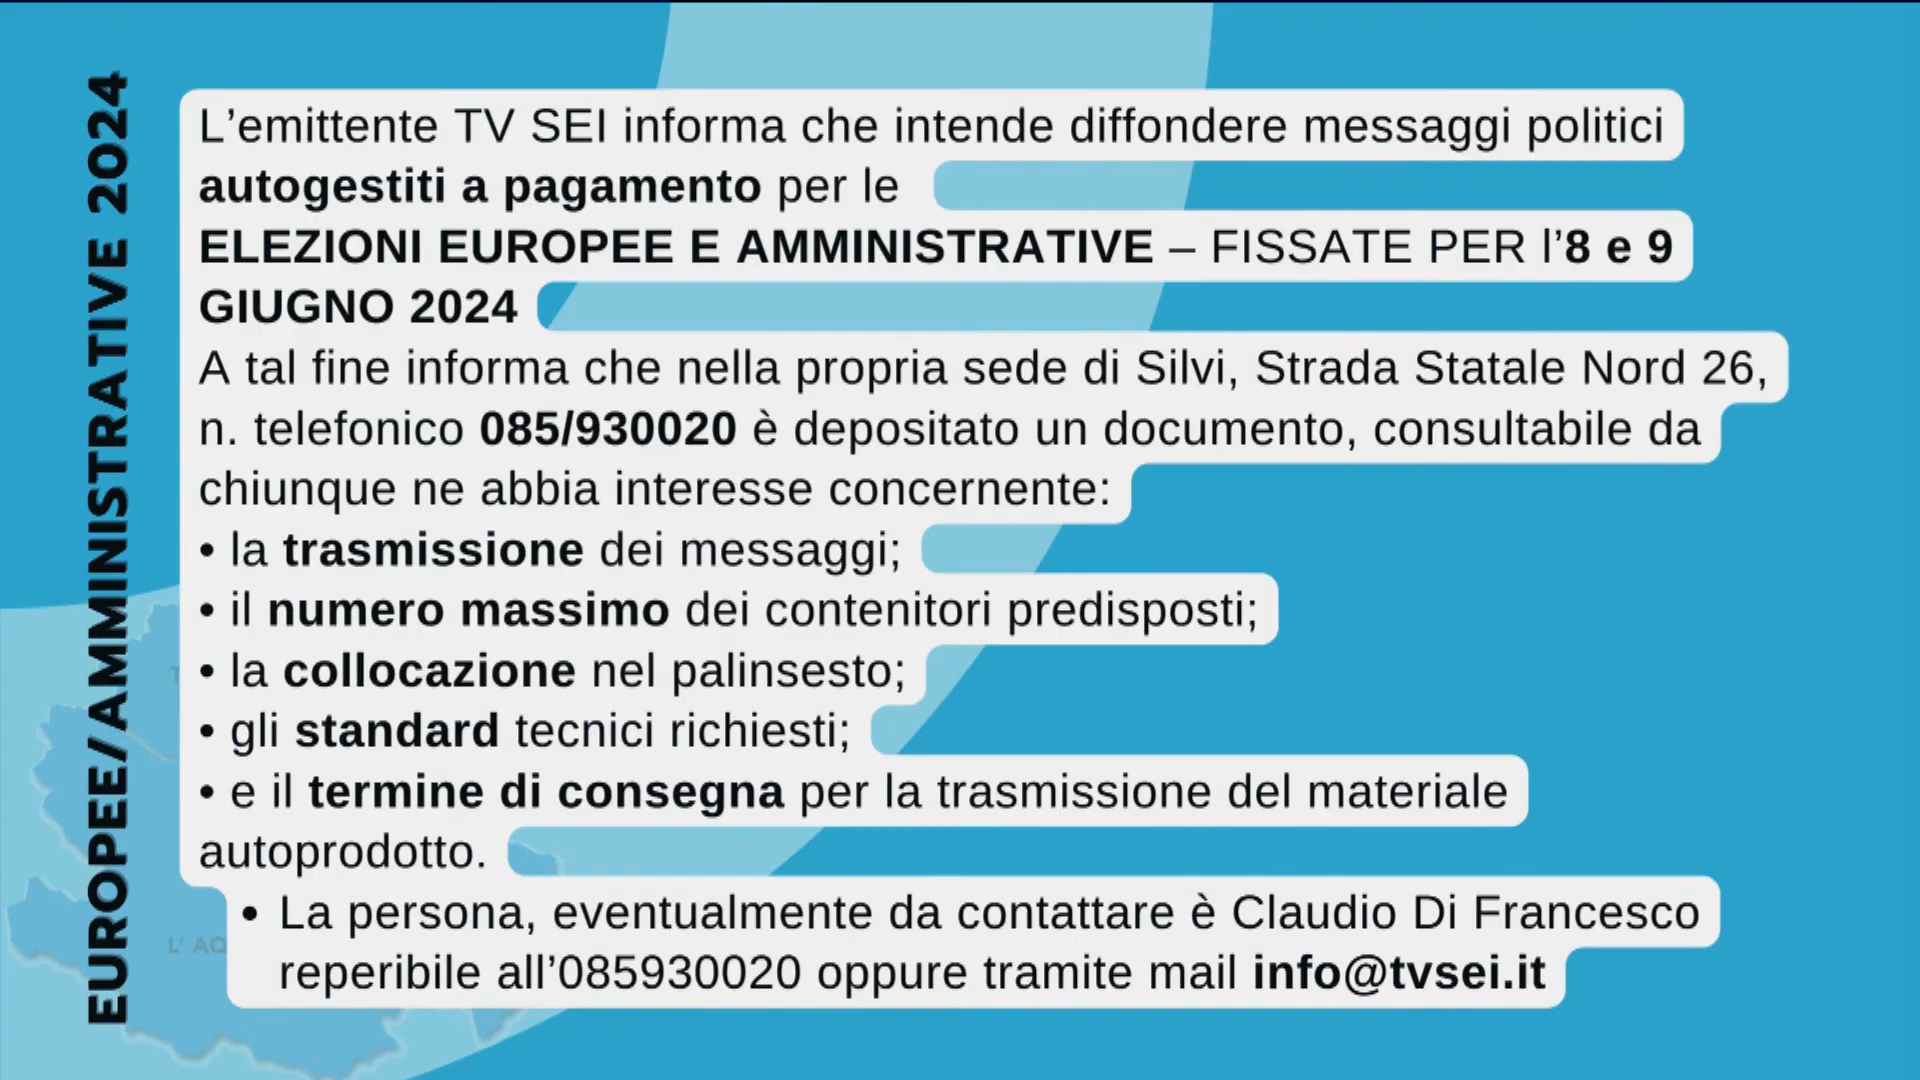 EUROPEE/AMMINISTRATIVE 2024
L’emittente TV SEI informa che intende diffondere messaggi politici
autogestiti a pagamento per le
ELEZIONI EUROPEE E AMMINISTRATIVE – FISSATE PER l’8 e 9
GIUGNO 2024
A tal fine informa che nella propria sede di Silvi, Strada Statale Nord 26,
n. telefonico 085/930020 è depositato un documento, consultabile da
chiunque ne abbia interesse concernente:
• la trasmissione dei messaggi;
• il numero massimo dei contenitori predisposti;
• la collocazione nel palinsesto;
• gli standard tecnici richiesti;
• e il termine di consegna per la trasmissione del materiale
autoprodotto.
• La persona, eventualmente da contattare è Claudio Di Francesco
reperibile all’085930020 oppure tramite mail info@tvsei.it
L' AQ